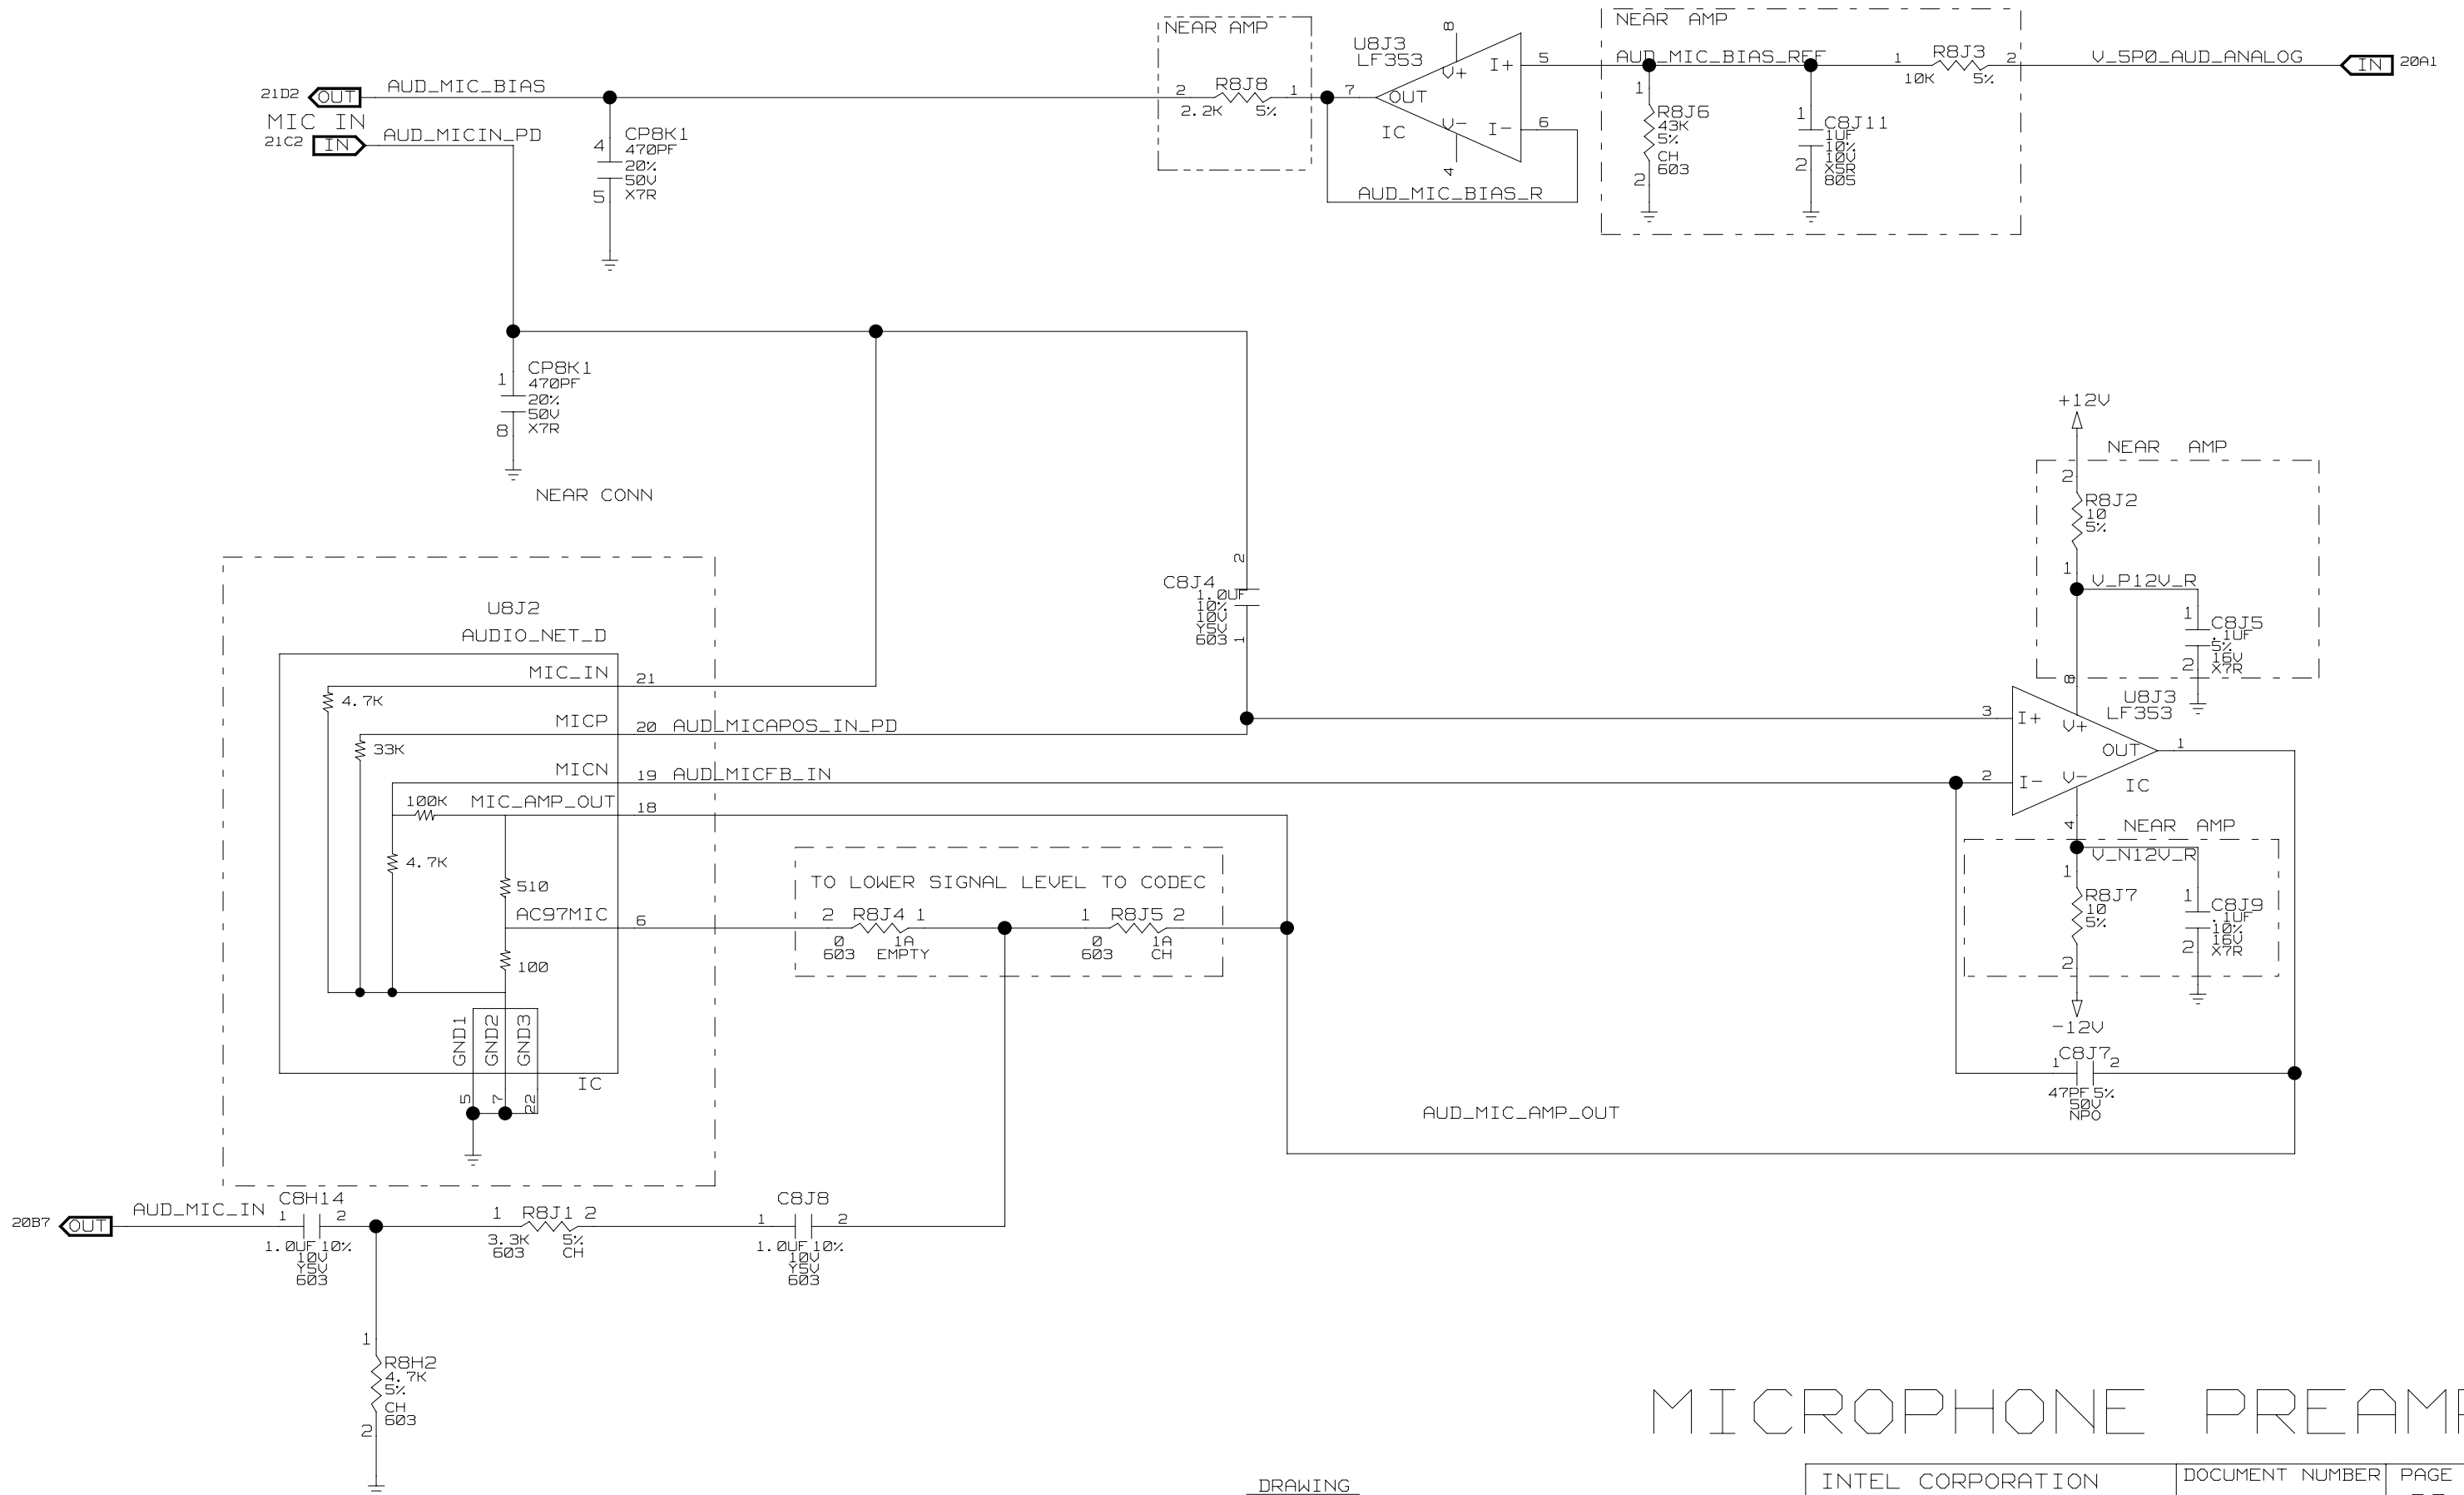 NEAR AMP
U8J3
LF353
8
V+
I+
5
OUT
7
IC
V-
I-
6
4
AUD_MIC_BIAS_R
NEAR AMP
AUD_MIC_BIAS_REF
1
R8J3
2
10K
5%
V_5P0_AUD_ANALOG
IN
20A1
1
R8J6
43K
5%
CH
603
2
1
C8J11
1UF
10%
10V
X5R
805
2
21D2
OUT
AUD_MIC_BIAS
MIC IN
21C2
IN
AUD_MICIN_PD
2
R8J8
1
2.2K
5%
4
CP8K1
470PF
20%
50V
X7R
5
1
CP8K1
470PF
20%
50V
X7R
8
NEAR CONN
+12V
NEAR AMP
2
R8J2
10
5%
1
V_P12V_R
1
C8J5
.1UF
5%
16V
X7R
2
2
C8J4
1.0UF
10%
10V
Y5V
603
1
U8J2
AUDIO_NET_D
MIC_IN
21
4.7K
MICP
20
AUD_MICAPOS_IN_PD
33K
MICN
19
AUD_MICFB_IN
100K
MIC_AMP_OUT
18
4.7K
510
AC97MIC
6
100
GND1
GND2
GND3
IC
5
7
22
8
U8J3
LF353
3
I+
V+
OUT
1
2
I-
V-
IC
4
NEAR AMP
V_N12V_R
1
R8J7
10
5%
2
1
C8J9
.1UF
10%
16V
X7R
2
-12V
1
C8J7
2
47PF 5%
50V
NPO
TO LOWER SIGNAL LEVEL TO CODEC
2
R8J4
1
0
1A
603
EMPTY
1
R8J5
2
0
1A
603
CH
AUD_MIC_AMP_OUT
20B7
OUT
AUD_MIC_IN
C8H14
1
2
1.0UF 10%
10V
Y5V
603
1
R8J1
2
3.3K
5%
603
CH
C8J8
1
2
1.0UF 10%
10V
Y5V
603
1
R8H2
4.7K
5%
CH
603
2
MICROPHONE PREAMP
DRAWING
INTEL CORPORATION
DOCUMENT NUMBER
PAGE